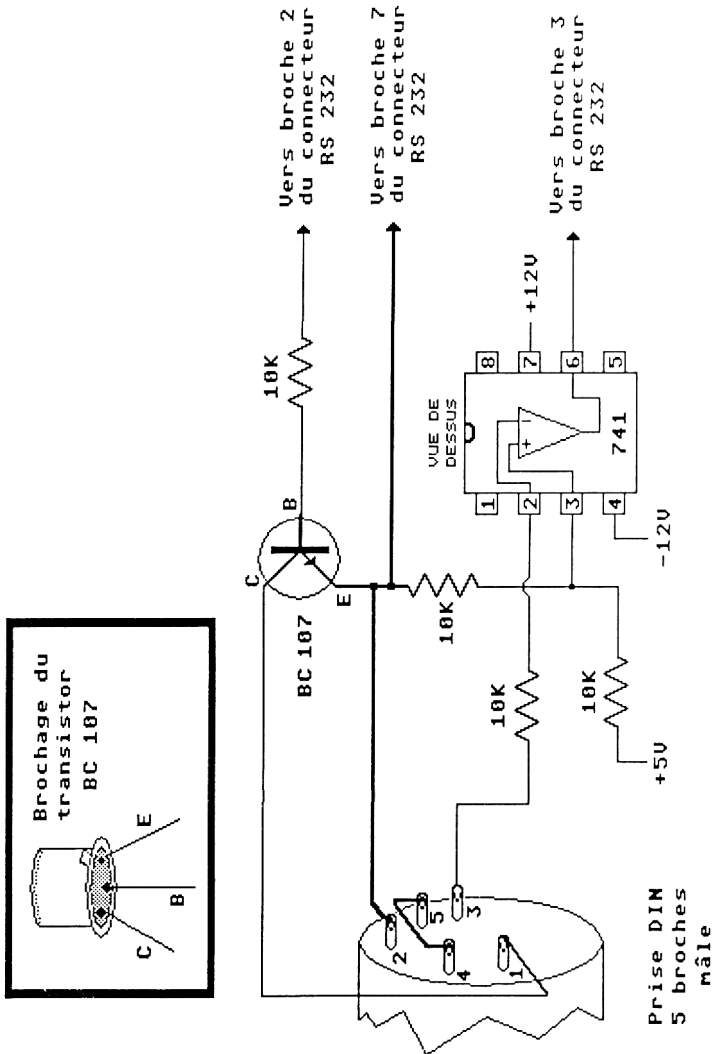 Brochage du
transistor
BC 107
C
B
E
BC 107
C
B
E
10K
Vers broche 2
du connecteur
RS 232
Vers broche 7
du connecteur
RS 232
Vers broche 3
du connecteur
RS 232
2
5
4
3
1
10K
10K
10K
+5V
-12V
+12V
VUE DE
DESSUS
1
2
3
4
8
7
6
5
-
+
741
Prise DIN
5 broches
mâle